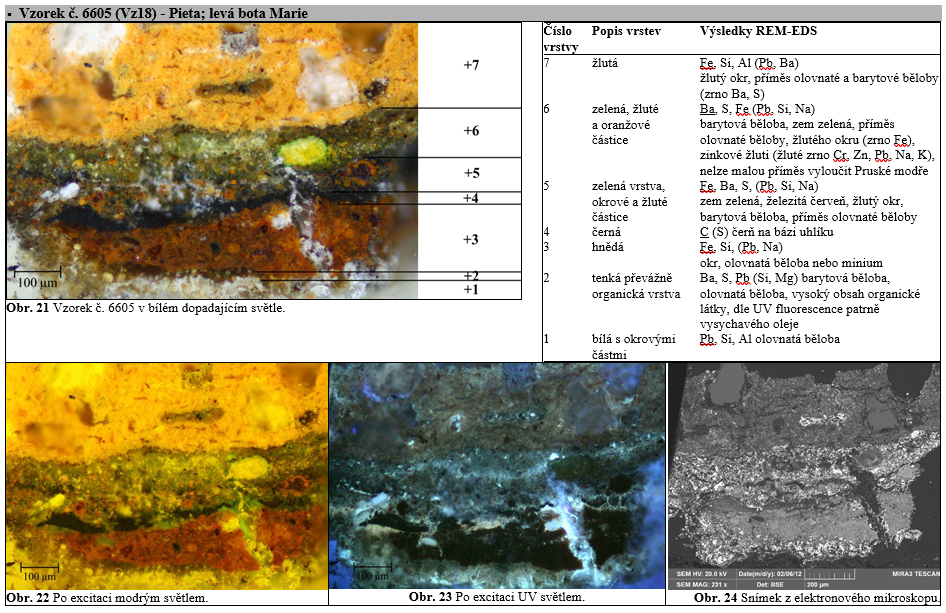 ▪ Vzorek č. 6605 (Vz18) - Pieta; levá bota Marie
+7
+6
+5
+4
+3
+2
+1
100 µm
Obr. 21 Vzorek č. 6605 v bílém dopadajícím světle.
Číslo vrstvy Popis vrstev Výsledky REM-EDS
7 žlutá Fe, Si, Al (Pb, Ba)
žlutý okr, příměs olovnaté a barytové běloby
(zrno Ba, S)
6 zelená, žluté Ba, S, Fe (Pb, Si, Na)
a oranžové barytová běloba, zem zelená, příměs
částice olovnaté běloby, žlutého okru (zrno Fe),
zinkové žluti (žluté zrno Cr, Zn, Pb, Na, K),
nelze malou příměs vyloučit Pruské modře
5 zelená vrstva, Fe, Ba, S, (Pb, Si, Na)
okrové a žluté zem zelená, železitá červeň, žlutý okr,
částice barytová běloba, příměs olovnaté běloby
4 černá C (S) čerň na bázi uhlíku
3 hnědá Fe, Si, (Pb, Na)
okr, olovnatá běloba nebo minium
2 tenká převážně Ba, S, Pb (Si, Mg) barytová běloba,
organická vrstva olovnatá běloba, vysoký obsah organické
látky, dle UV fluorescence patrně
vysychavého oleje
1 bílá s okrovými Pb, Si, Al olovnatá běloba
částmi
100 µm
Obr. 22 Po excitaci modrým světlem.
100 µm
Obr. 23 Po excitaci UV světlem.
SEM HV: 20.0 kV Date(m/d/y): 02/06/12 MIRA3 TESCAN
SEM MAG: 231 x Det: BSE 200 µm
Obr. 24 Snímek z elektronového mikroskopu.